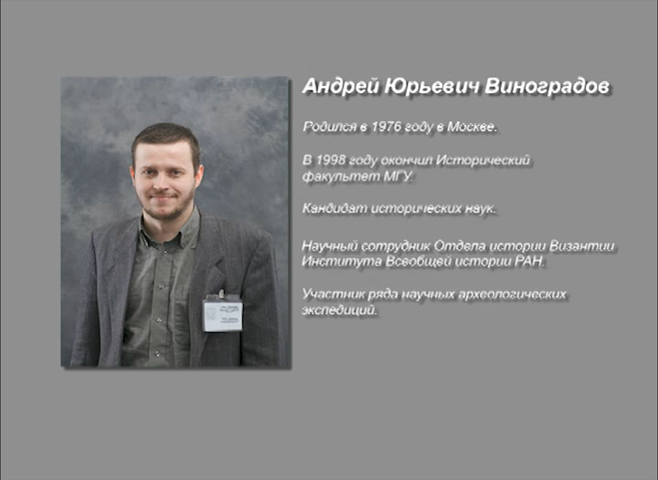 Андрей Юрьевич Виноградов
Родился в 1976 году в Москве.
В 1998 году окончил Исторический
факультет МГУ.
Кандидат исторических наук.
Научный сотрудник Отдела истории Византии
Института Всеобщей истории РАН.
Участник ряда научных археологических
экспедиций.